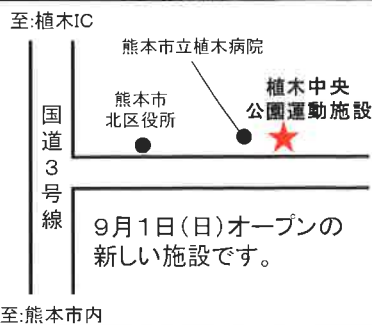 至:植木IC
熊本市立植木病院
植木中央
公園運動施設
熊本市
北区役所
国道3号線
9月1日(日)オープンの
新しい施設です。
至:熊本市内